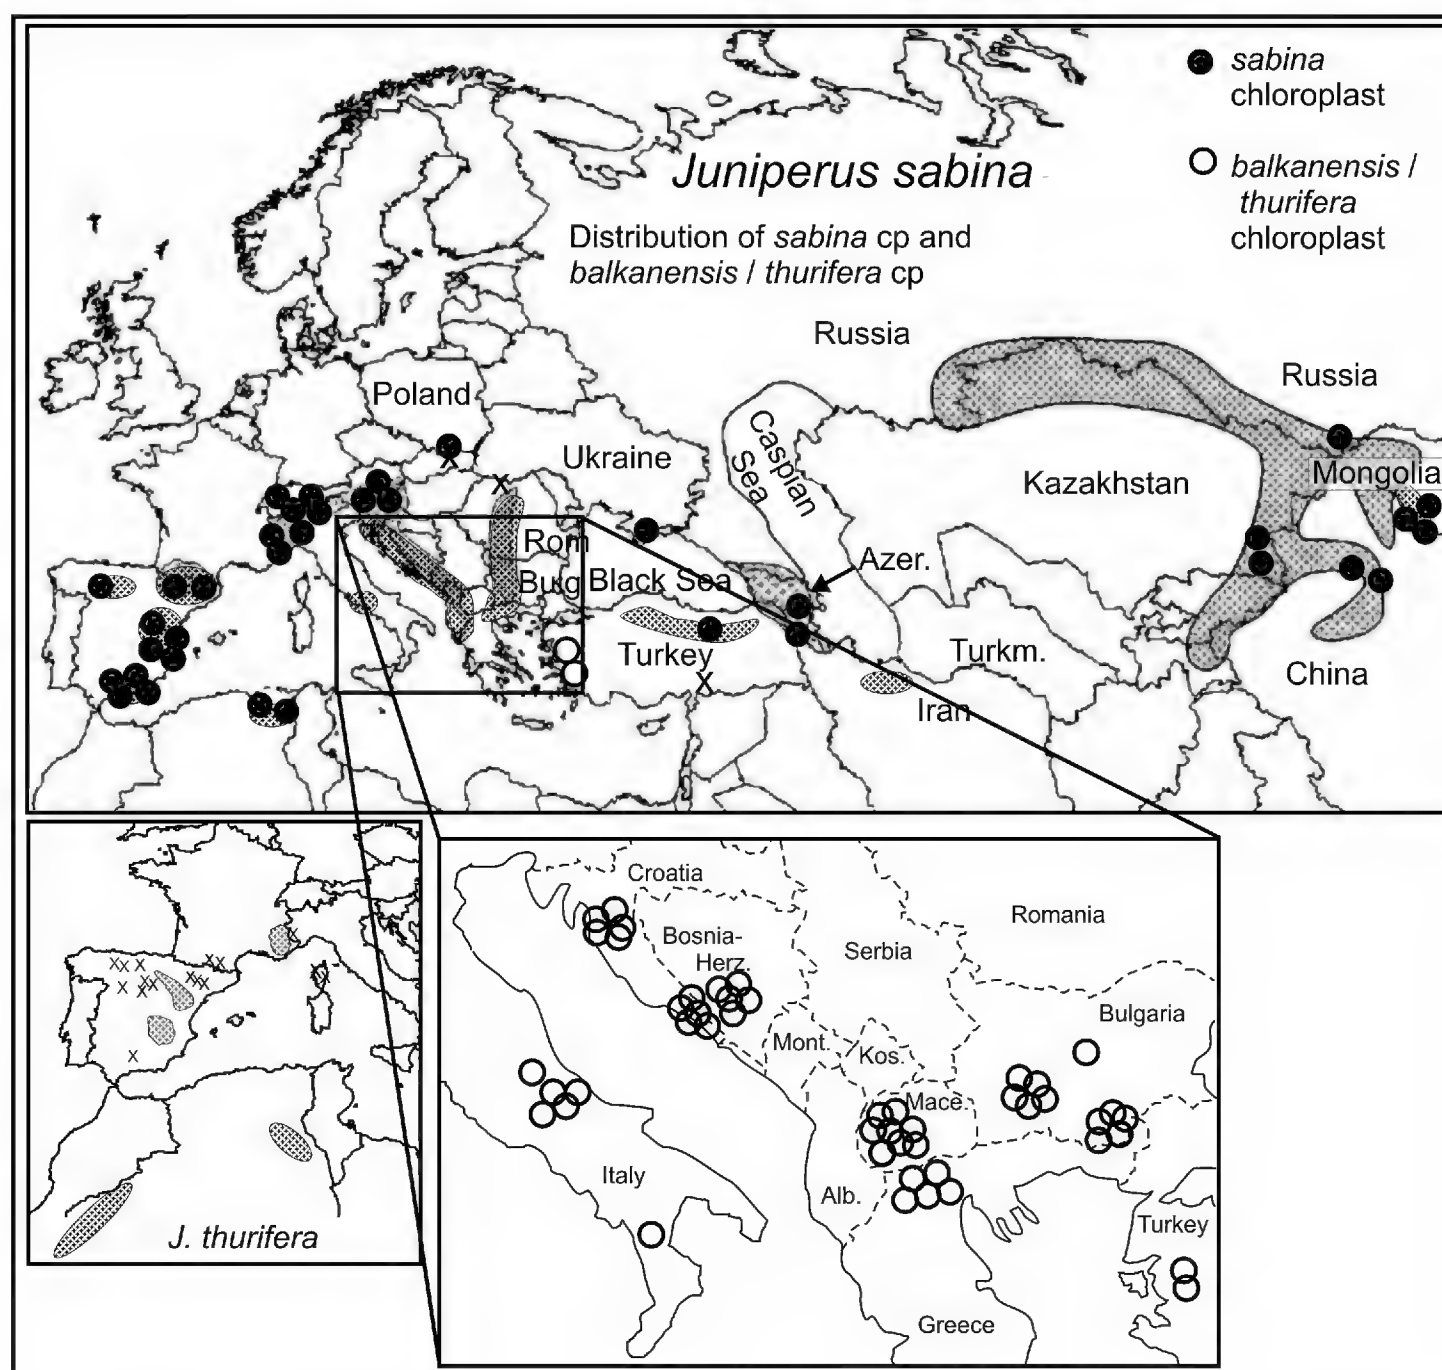 sabina
chloroplast
balkanensis /
thurifera
chloroplast
Juniperus sabina
Distribution of sabina cp and
balkanensis / thurifera cp
Russia
Russia
Poland
Caspian
Sea
Ukraine
Kazakhstan
Mongolia
X
X
Rom
Bulg
Black Sea
Azer.
Turkey
Turkm.
China
X
Iran
Croatia
Romania
Bosnia-
Herz.
Serbia
Bulgaria
Mont.
Kos.
Mace.
Italy
Alb.
Turkey
Greece
X
X X X
X X
X X X
X X X
X X
X X
X
J. thurifera